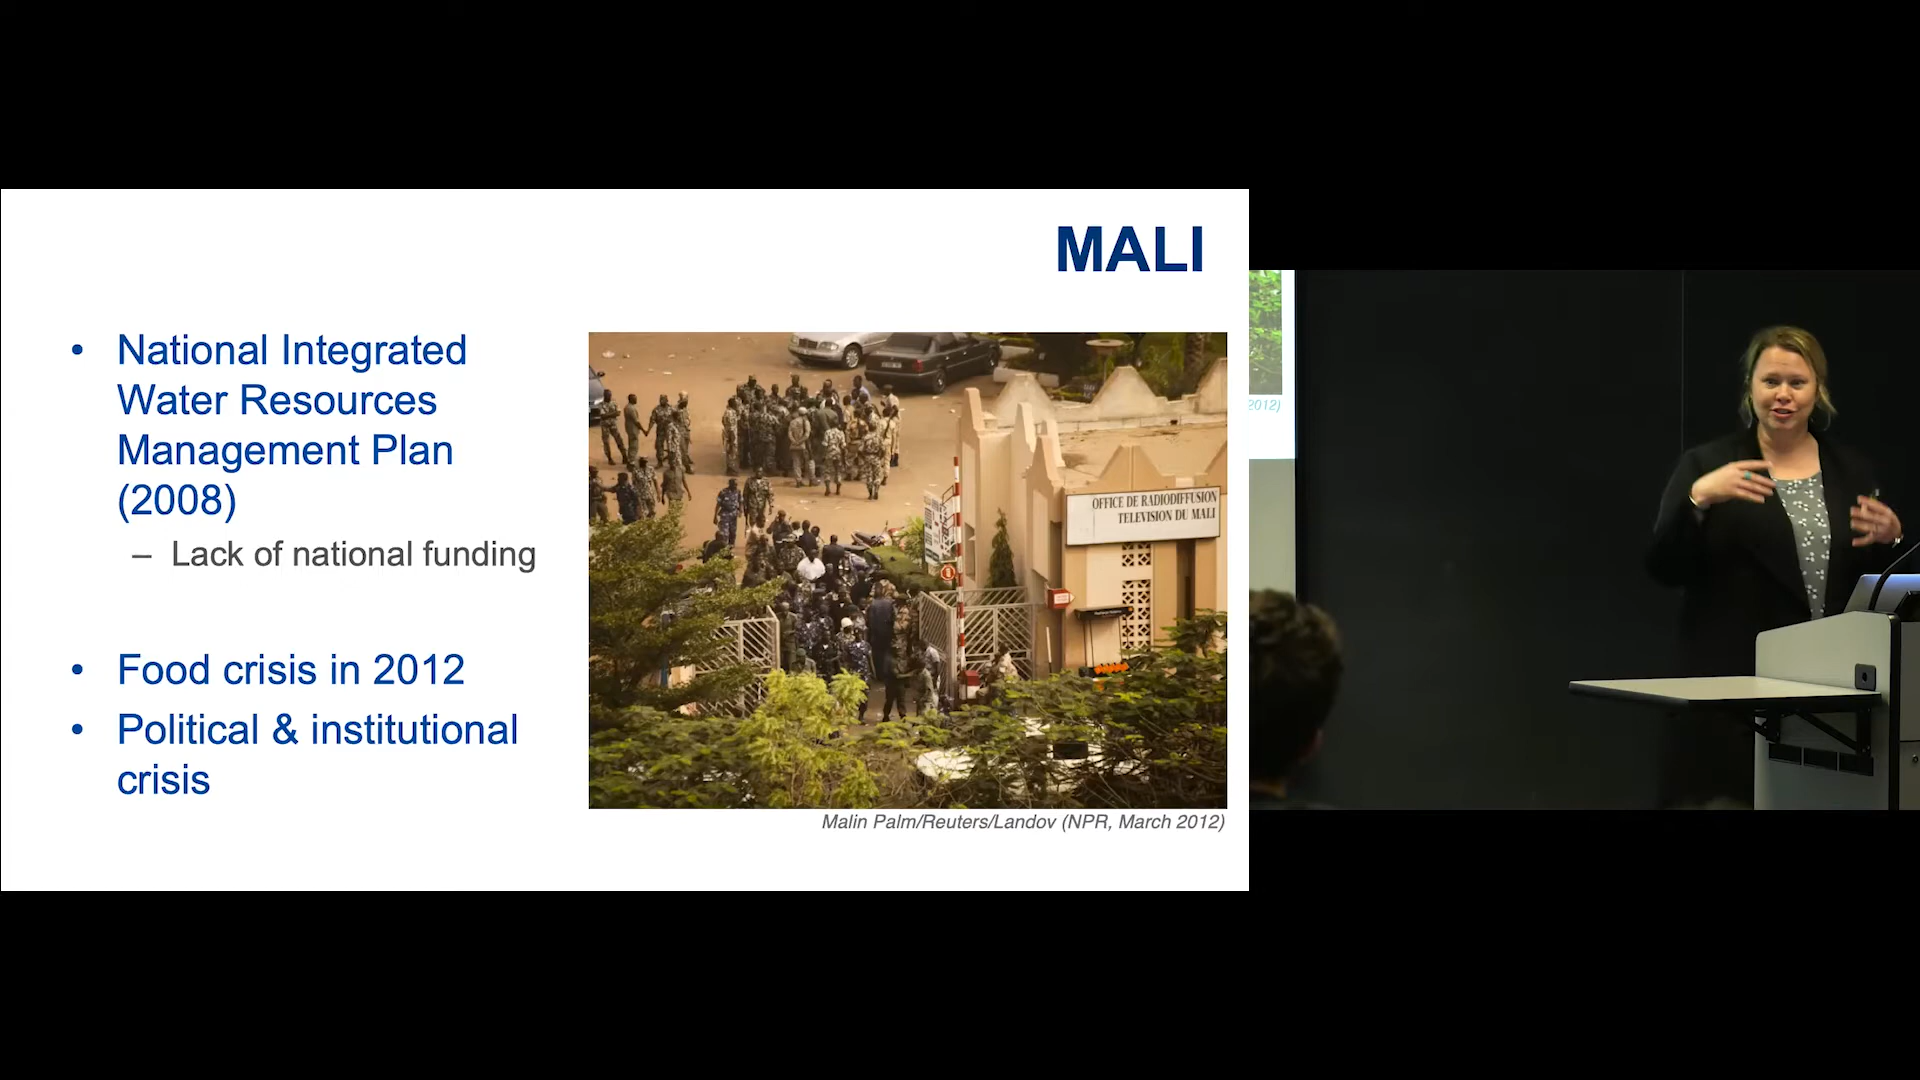 MALI
• National Integrated
Water Resources
Management Plan
(2008)
– Lack of national funding
• Food crisis in 2012
• Political & institutional
crisis
OFFICE DE RADIODIFFUSION
TELEVISION DU MALI
Malin Palm/Reuters/Landov (NPR, March 2012)
2012)